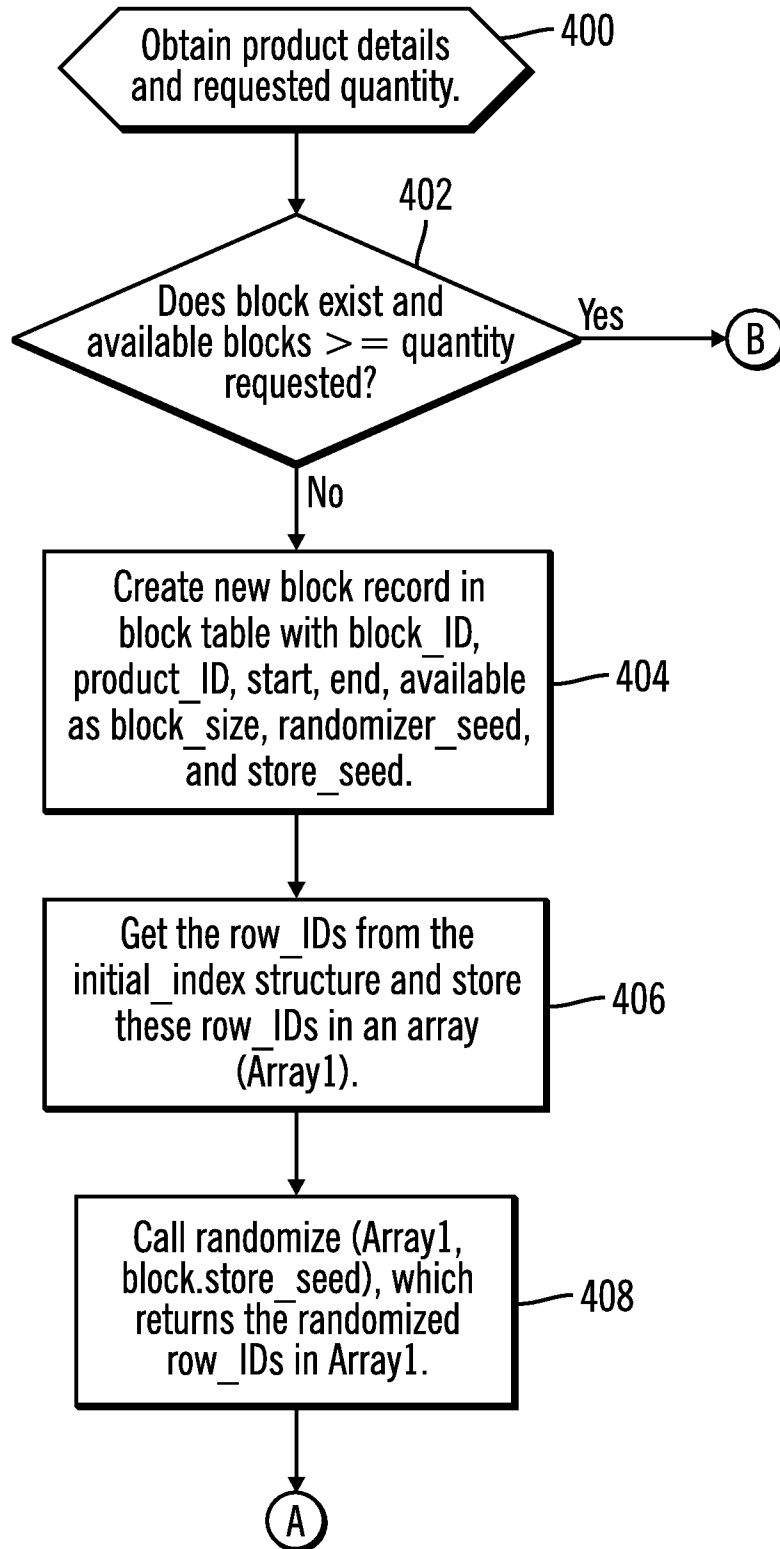 Obtain product details
and requested quantity.
400
402
Does block exist and
available blocks >= quantity
requested?
Yes
B
No
Create new block record in
block table with block_ID,
product_ID, start, end, available
as block_size, randomizer_seed,
and store_seed.
404
Get the row_IDs from the
initial_index structure and store
these row_IDs in an array
(Array1).
406
Call randomize (Array1,
block.store_seed), which
returns the randomized
row_IDs in Array1.
408
A